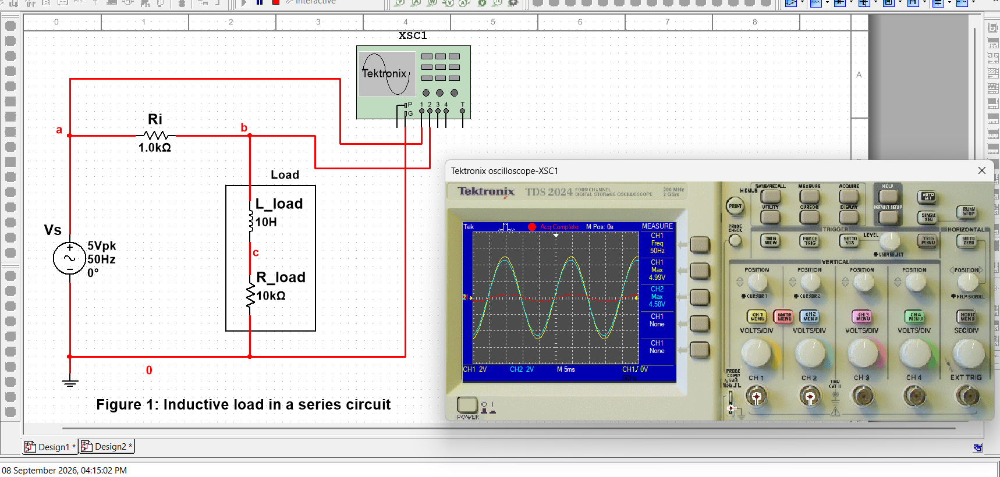 Interactive
0 1 2 3 4 5 6 7 8
A
XSC1
Tektronix
P
G
1 2 3 4 T
a
Ri
1.0kΩ
b
Load
L_load
10H
c
R_load
10kΩ
Vs
5Vpk
50Hz
0°
0
Figure 1: Inductive load in a series circuit
Tektronix oscilloscope-XSC1
Tektronix TDS 2024 FOUR CHANNEL
DIGITAL STORAGE OSCILLOSCOPE
200 MHz
2 GS/s
Tek Acq Complete M Pos: 0s MEASURE
CH1
Freq
50Hz
CH1
Max
4.99V
CH2
Max
4.58V
CH1
None
CH1
None
CH1 2V CH2 2V M 5ms CH1 / 0V
POWER
MENUS
SAVE/RECALL MEASURE ACQUIRE HELP
UTILITY CURSOR DISPLAY DEFAULT SETUP
AUTO
SET
SINGLE
SEQ
RUN/
STOP
PRINT
PROBE
CHECK
TRIGGER
TRIG
VIEW
FORCE
TRIG
SET TO
50%
LEVEL
USER SELECT
TRIG
MENU
HORIZONTAL
SET TO
ZERO
VERTICAL
POSITION POSITION POSITION POSITION POSITION
CURSOR 1 CURSOR 2 HELP SCROLL
CH 1
MENU
MATH
MENU
CH 2
MENU
CH 3
MENU
CH 4
MENU
HORIZ
MENU
VOLTS/DIV VOLTS/DIV VOLTS/DIV VOLTS/DIV SEC/DIV
PROBE
COMP
~5V@
1kHz
CH 1 CH 2 300V
CAT II
CH 3 CH 4 EXT TRIG
Design1 * Design2 *
08 September 2026, 04:15:02 PM